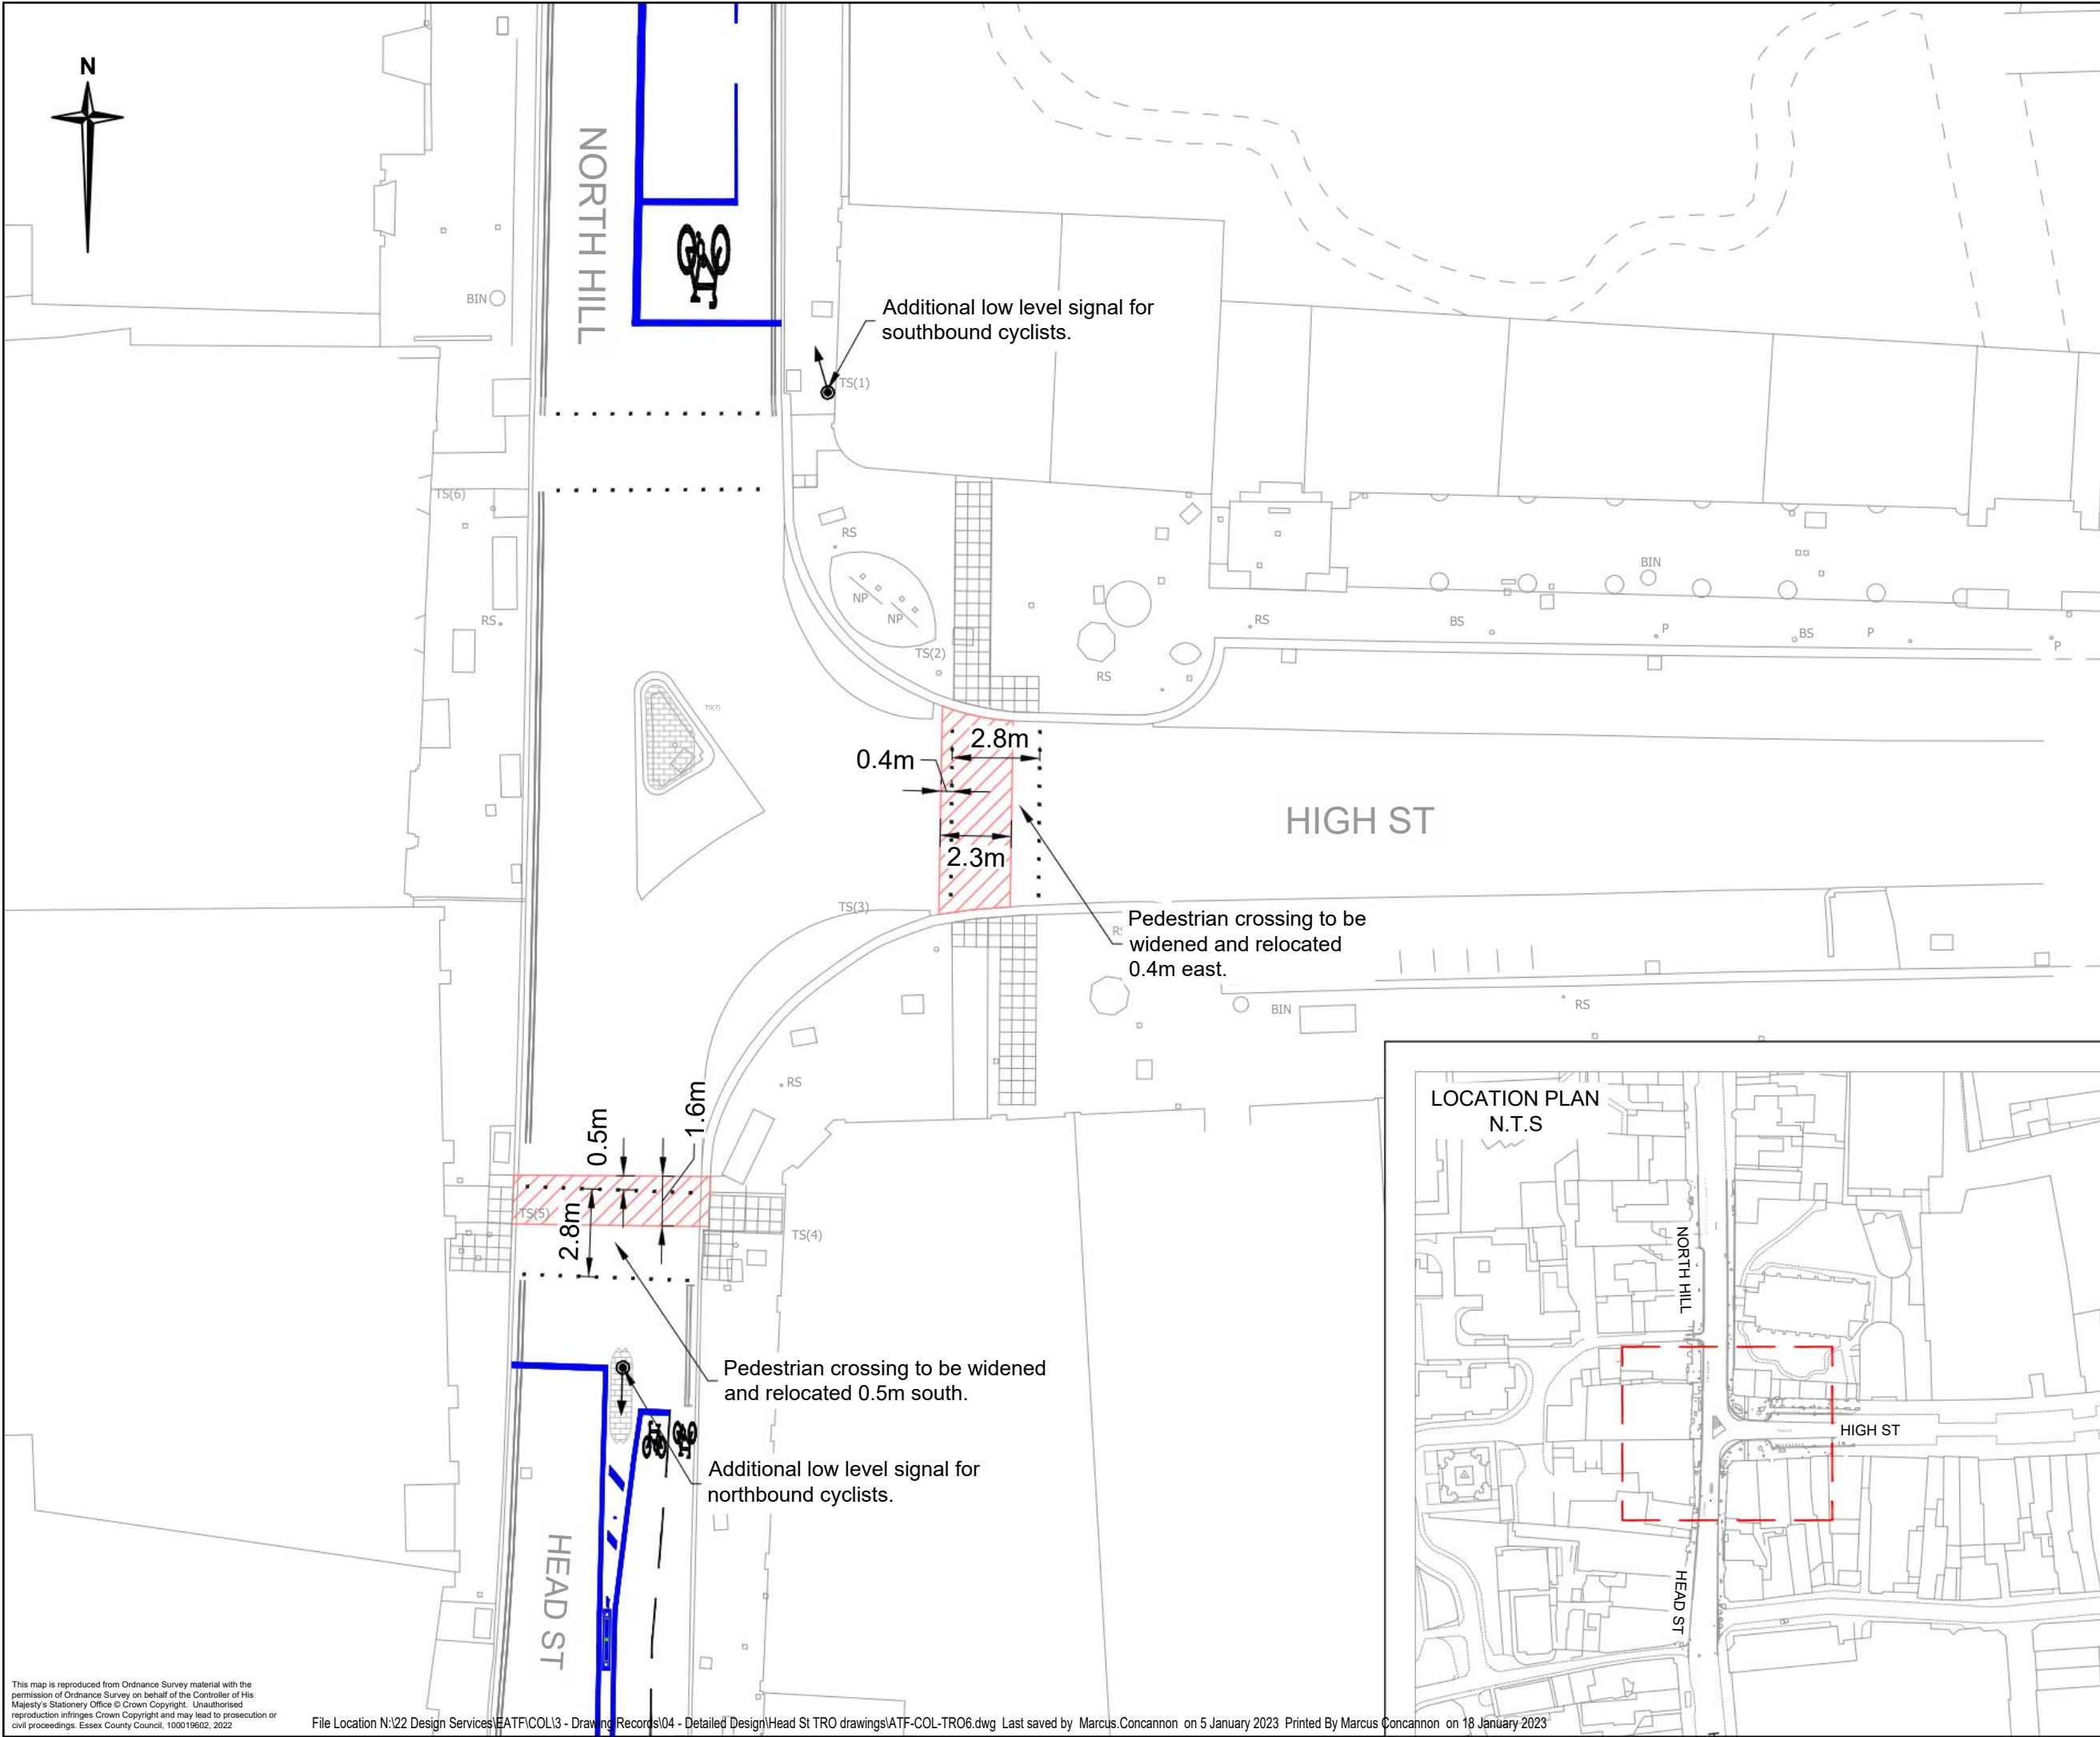 N
NORTH HILL
BIN
Additional low level signal for
southbound cyclists.
TS(1)
TS(6)
RS
NP
NP
TS(2)
RS
RS
RS
BS
BIN
P
BS
P
P
TS(7)
2.8m
0.4m
2.3m
HIGH ST
TS(3)
Pedestrian crossing to be
widened and relocated
0.4m east.
BIN
RS
RS
0.5m
1.6m
2.8m
TS(5)
TS(4)
Pedestrian crossing to be widened
and relocated 0.5m south.
Additional low level signal for
northbound cyclists.
HEAD ST
LOCATION PLAN
N.T.S
NORTH HILL
HIGH ST
HEAD ST
This map is reproduced from Ordnance Survey material with the
permission of Ordnance Survey on behalf of the Controller of His
Majesty's Stationery Office © Crown Copyright. Unauthorised
reproduction infringes Crown Copyright and may lead to prosecution or
civil proceedings. Essex County Council, 100019602, 2022
File Location N:\22 Design Services\EATF\COL\3 - Drawing Records\04 - Detailed Design\Head St TRO drawings\ATF-COL-TRO6.dwg Last saved by Marcus.Concannon on 5 January 2023 Printed By Marcus Concannon on 18 January 2023